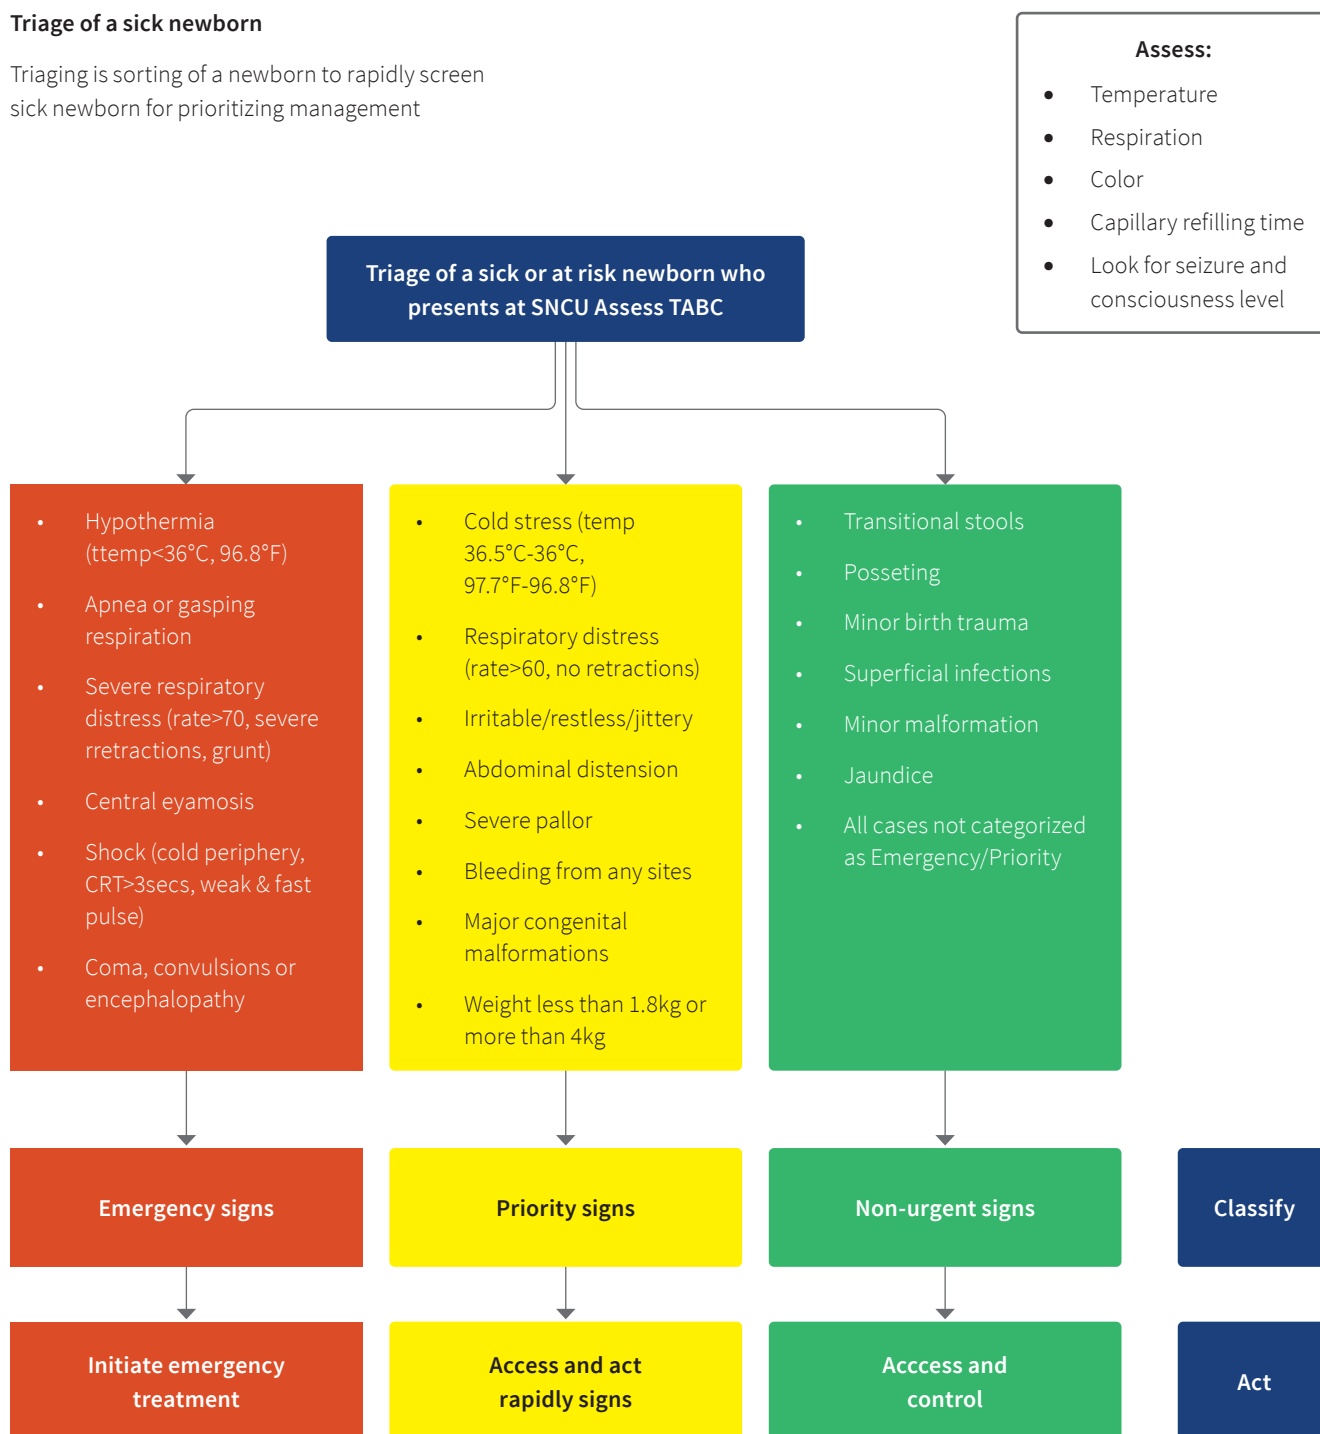 Triage of a sick newborn
Triaging is sorting of a newborn to rapidly screen
sick newborn for prioritizing management
Assess:
• Temperature
• Respiration
• Color
• Capillary refilling time
• Look for seizure and
consciousness level
Triage of a sick or at risk newborn who
presents at SNCU Assess TABC
• Hypothermia
(ttemp<36°C, 96.8°F)
• Apnea or gasping
respiration
• Severe respiratory
distress (rate>70, severe
rretractions, grunt)
• Central eyamosis
• Shock (cold periphery,
CRT>3secs, weak & fast
pulse)
• Coma, convulsions or
encephalopathy
• Cold stress (temp
36.5°C-36°C,
97.7°F-96.8°F)
• Respiratory distress
(rate>60, no retractions)
• Irritable/restless/jittery
• Abdominal distension
• Severe pallor
• Bleeding from any sites
• Major congenital
malformations
• Weight less than 1.8kg or
more than 4kg
• Transitional stools
• Posseting
• Minor birth trauma
• Superficial infections
• Minor malformation
• Jaundice
• All cases not categorized
as Emergency/Priority
Emergency signs
Priority signs
Non-urgent signs
Classify
Initiate emergency
treatment
Access and act
rapidly signs
Acccess and
control
Act